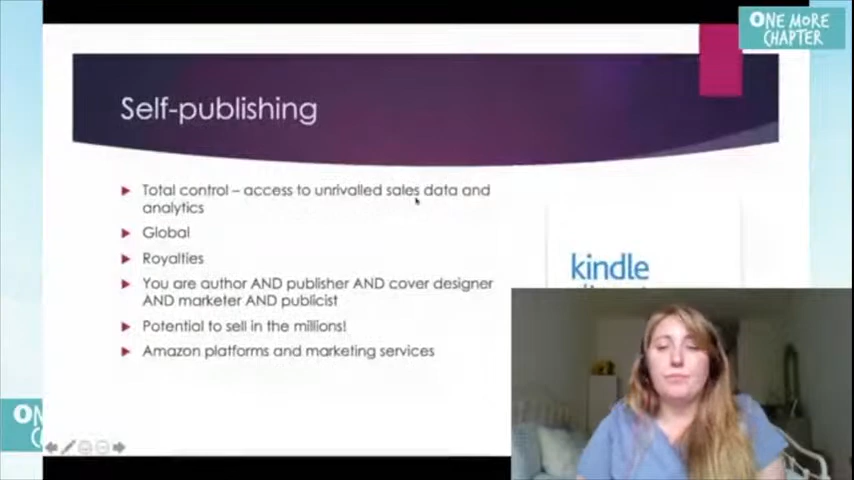 ONE MORE
CHAPTER
Self-publishing
Total control – access to unrivalled sales data and
analytics
Global
Royalties
You are author AND publisher AND cover designer
AND marketer AND publicist
Potential to sell in the millions!
Amazon platforms and marketing services
kindle
ON